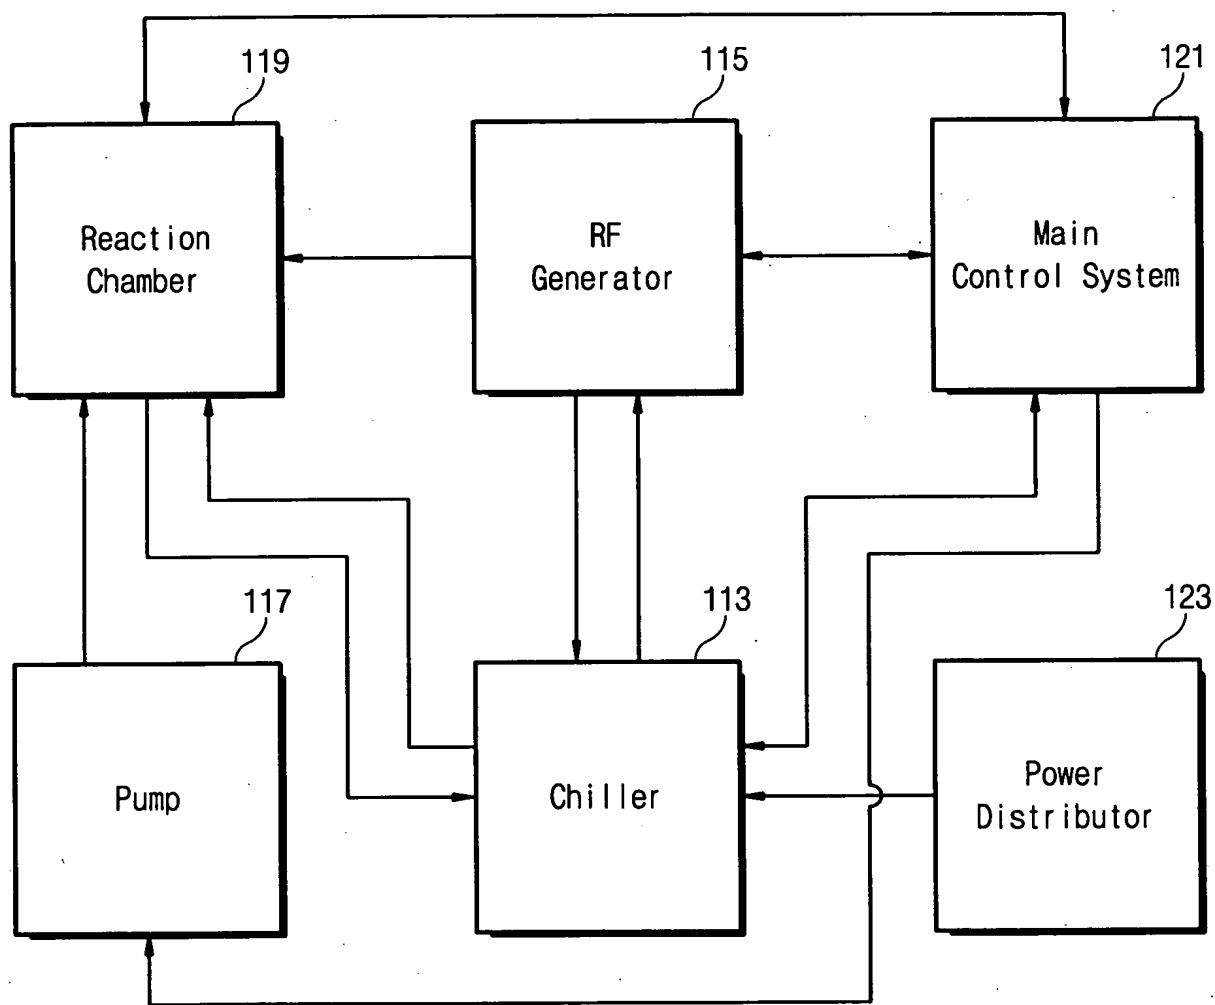 119
115
121
Reaction
Chamber
RF
Generator
Main
Control System
117
113
123
Pump
Chiller
Power
Distributor